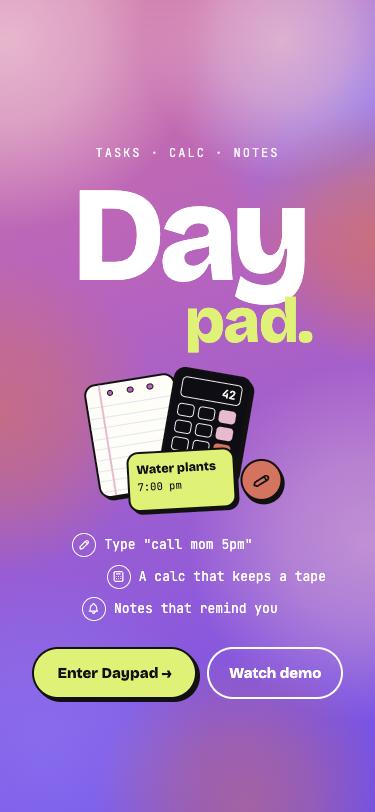 TASKS · CALC · NOTES
Day
pad.
42
Water plants
7:00 pm
Type "call mom 5pm"
A calc that keeps a tape
Notes that remind you
Enter Daypad →
Watch demo